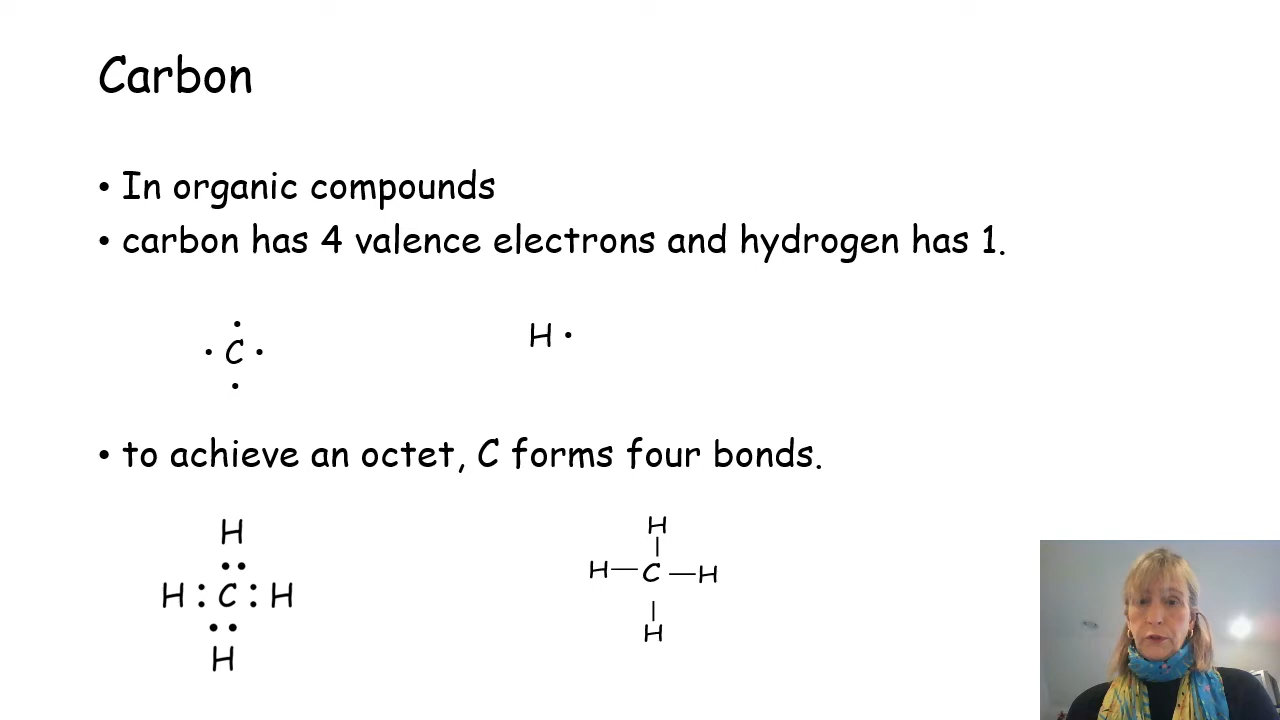 Carbon
• In organic compounds
• carbon has 4 valence electrons and hydrogen has 1.
·
· C ·
·
H ·
• to achieve an octet, C forms four bonds.
H
··
H : C : H
··
H
H
|
H—C—H
|
H